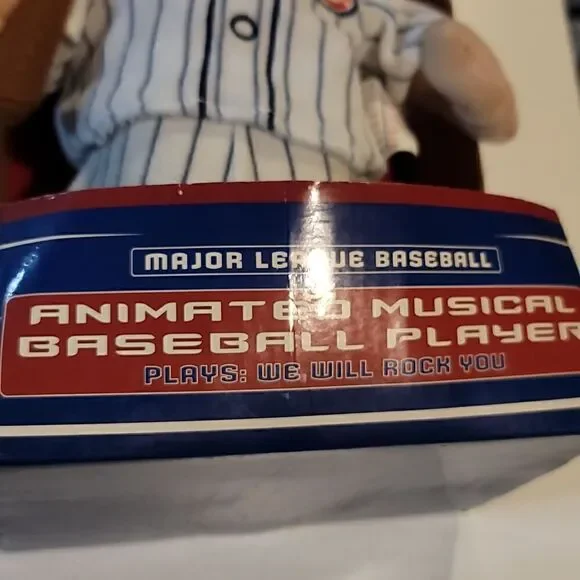 MAJOR LEAGUE BASEBALL
ANIMATED MUSICAL
BASEBALL PLAYER
PLAYS: WE WILL ROCK YOU